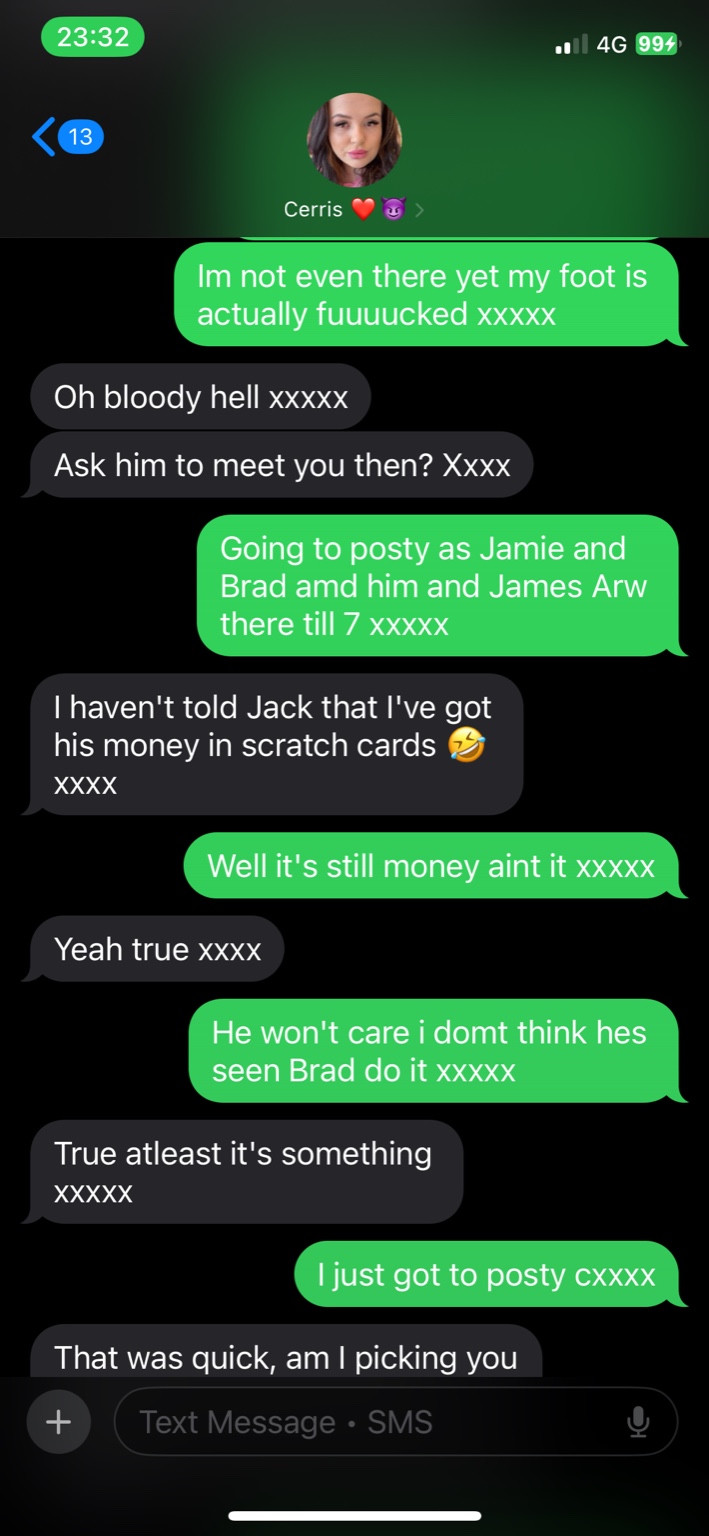 23:32
4G 99
13
Cerris ❤️😈
Im not even there yet my foot is
actually fuuuucked xxxxx
Oh bloody hell xxxxx
Ask him to meet you then? Xxxx
Going to posty as Jamie and
Brad amd him and James Arw
there till 7 xxxxx
I haven't told Jack that I've got
his money in scratch cards 🤣
xxxx
Well it's still money aint it xxxxx
Yeah true xxxx
He won't care i domt think hes
seen Brad do it xxxxx
True atleast it's something
xxxxx
I just got to posty cxxxx
That was quick, am I picking you
Text Message • SMS